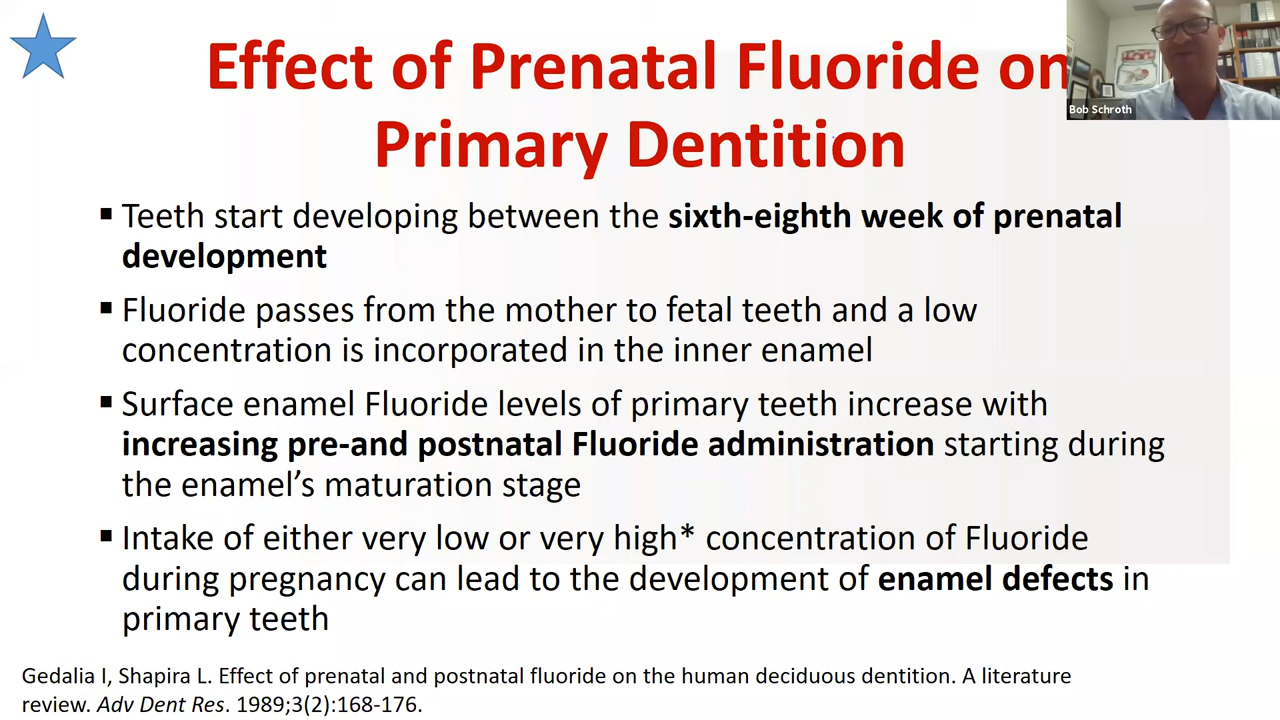 Effect of Prenatal Fluoride on
Primary Dentition
Bob Schroth
▪ Teeth start developing between the sixth-eighth week of prenatal
development
▪ Fluoride passes from the mother to fetal teeth and a low
concentration is incorporated in the inner enamel
▪ Surface enamel Fluoride levels of primary teeth increase with
increasing pre-and postnatal Fluoride administration starting during
the enamel’s maturation stage
▪ Intake of either very low or very high* concentration of Fluoride
during pregnancy can lead to the development of enamel defects in
primary teeth
Gedalia I, Shapira L. Effect of prenatal and postnatal fluoride on the human deciduous dentition. A literature
review. Adv Dent Res. 1989;3(2):168-176.